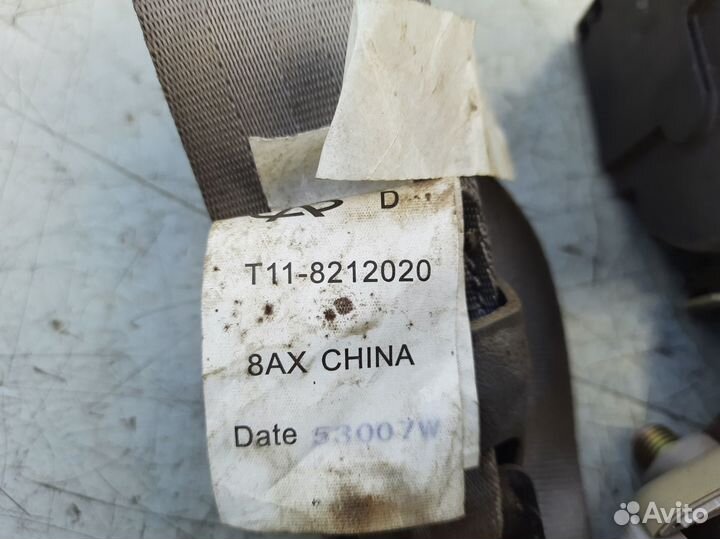 D
T11-8212020
8AX CHINA
Date 53007W
Avito